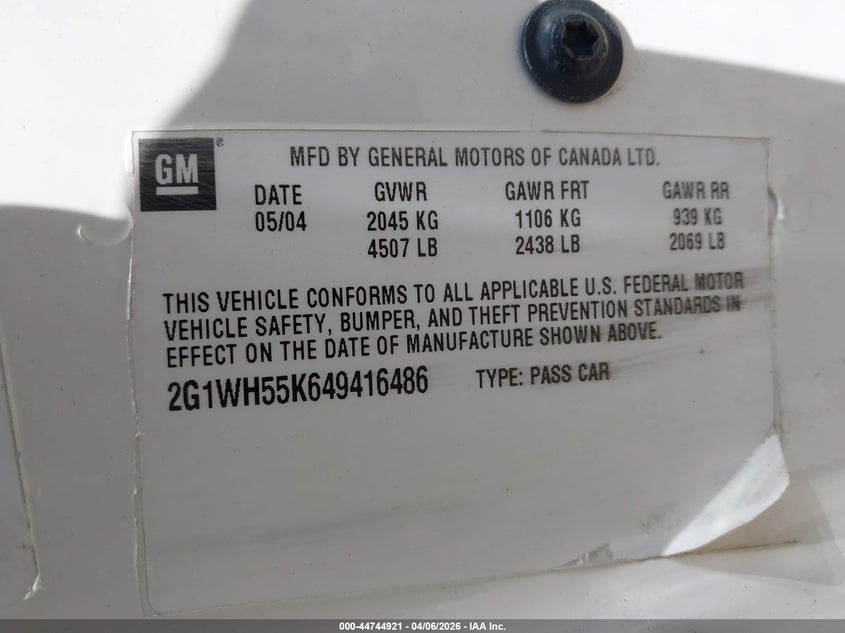 GM
MFD BY GENERAL MOTORS OF CANADA LTD.
DATE GVWR GAWR FRT GAWR RR
05/04 2045 KG 1106 KG 939 KG
4507 LB 2438 LB 2069 LB
THIS VEHICLE CONFORMS TO ALL APPLICABLE U.S. FEDERAL MOTOR
VEHICLE SAFETY, BUMPER, AND THEFT PREVENTION STANDARDS IN
EFFECT ON THE DATE OF MANUFACTURE SHOWN ABOVE.
2G1WH55K649416486 TYPE: PASS CAR
000-44744921 | 04/06/2026 - IAA Inc.